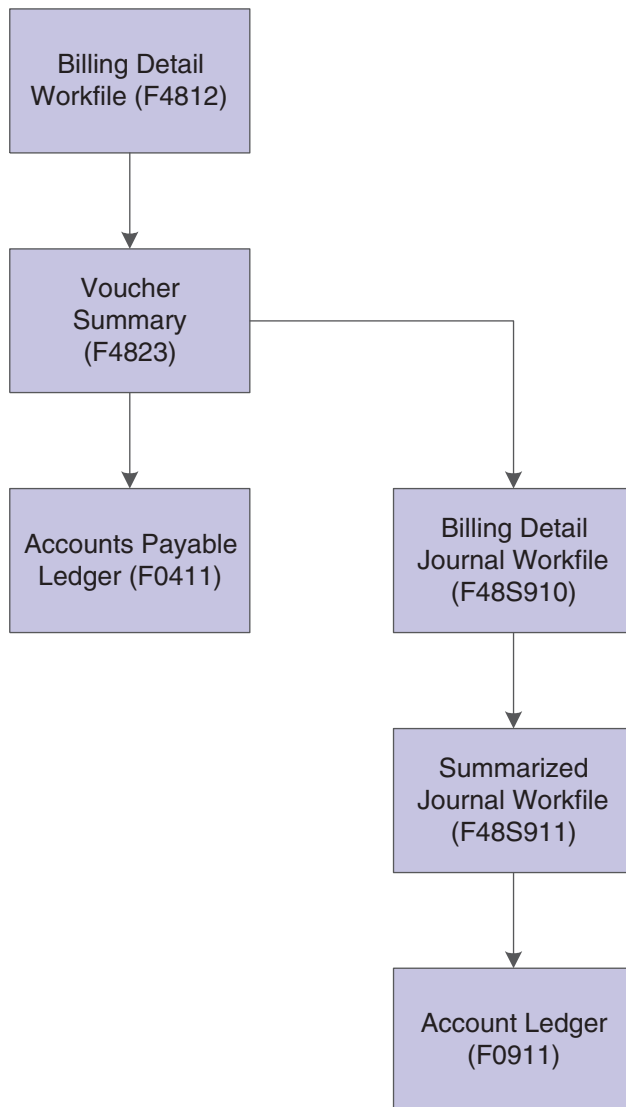 Billing Detail
Workfile (F4812)
Voucher
Summary
(F4823)
Accounts Payable
Ledger (F0411)
Billing Detail
Journal Workfile
(F48S910)
Summarized
Journal Workfile
(F48S911)
Account Ledger
(F0911)